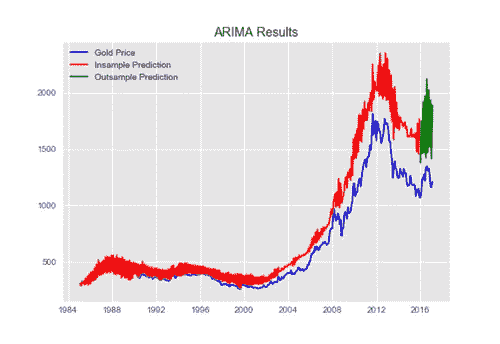 ARIMA Results
Gold Price
Insample Prediction
Outsample Prediction
2000
1500
1000
500
1984 1988 1992 1996 2000 2004 2008 2012 2016